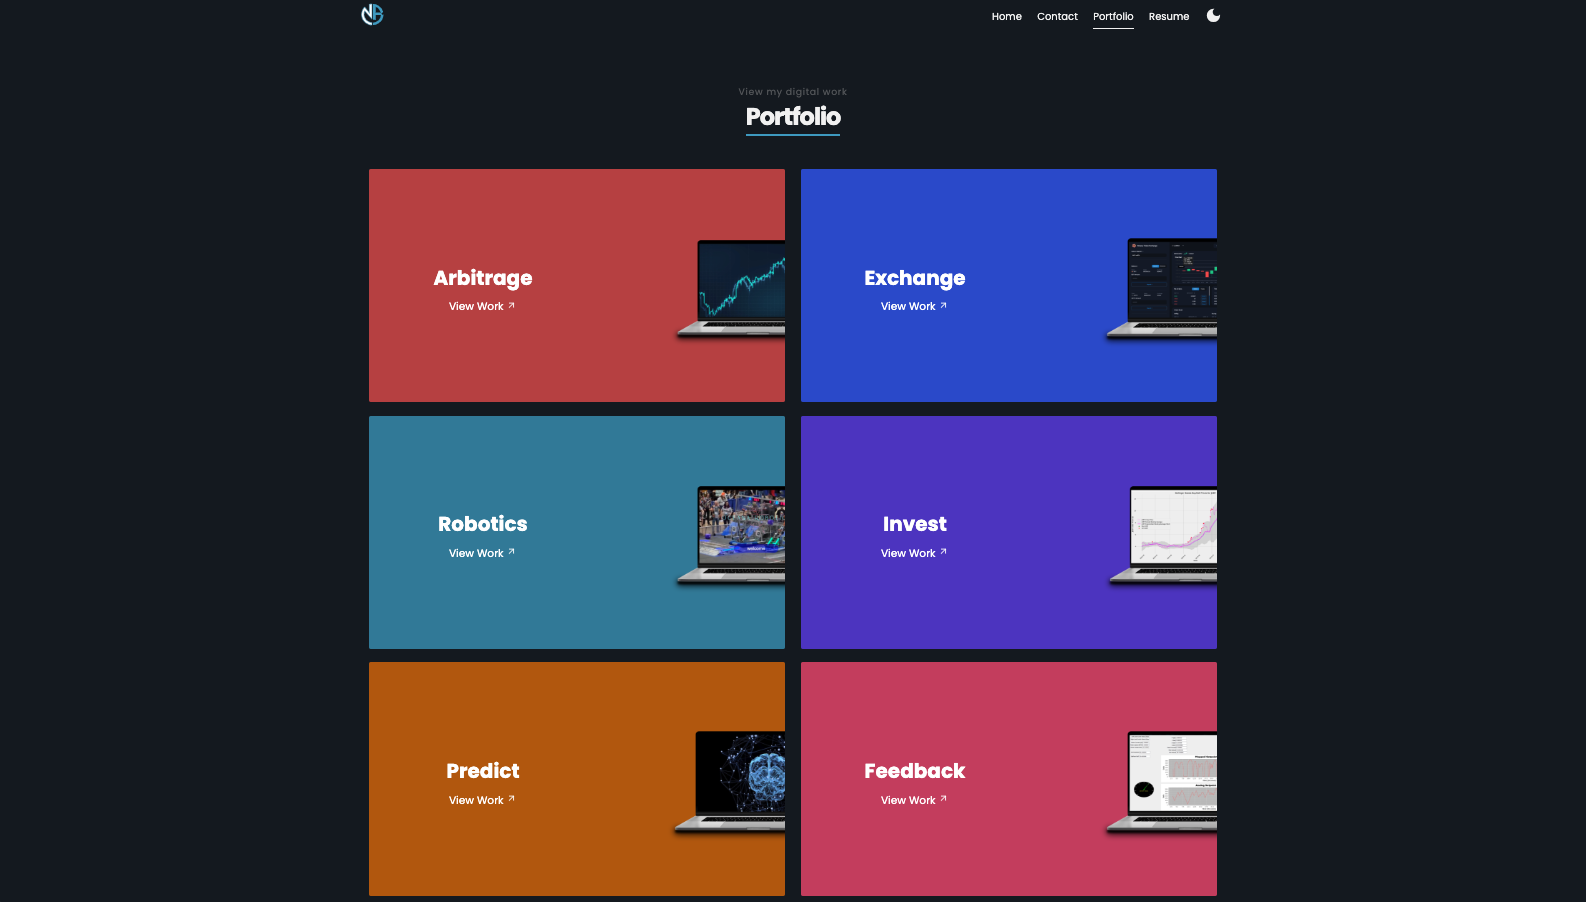 NB
Home Contact Portfolio Resume
View my digital work
Portfolio
Arbitrage
View Work
Exchange
View Work
Robotics
View Work
Invest
View Work
Predict
View Work
Feedback
View Work